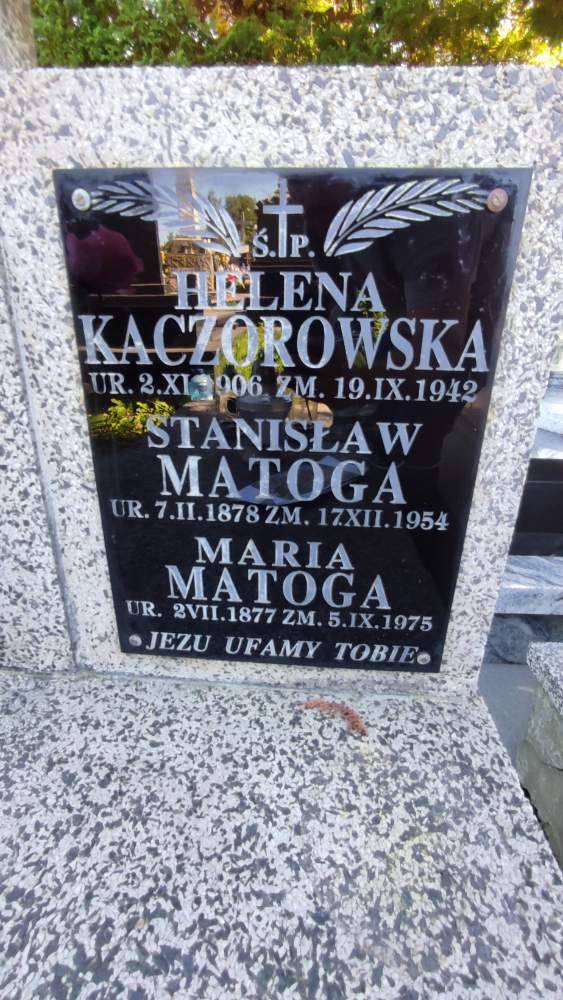 Ś. P.
HELENA
KACZOROWSKA
UR. 2. 1906 ZM. 19.IX.1942
STANISŁAW
MATOGA
UR. 7.II.1878 ZM. 17XII.1954
MARIA
MATOGA
UR. 2VII.1877 ZM. 5.IX.1975
JEZU UFAMY TOBIE